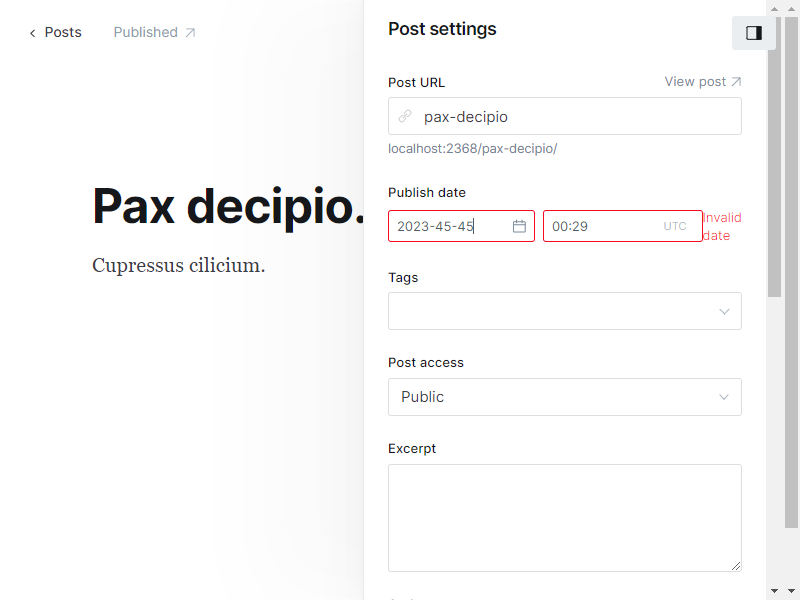 Posts
Published
Post settings
Post URL
View post
pax-decipio
localhost:2368/pax-decipio/
Publish date
2023-45-45
00:29
UTC
Invalid
date
Pax decipio.
Cupressus cilicium.
Tags
Post access
Public
Excerpt